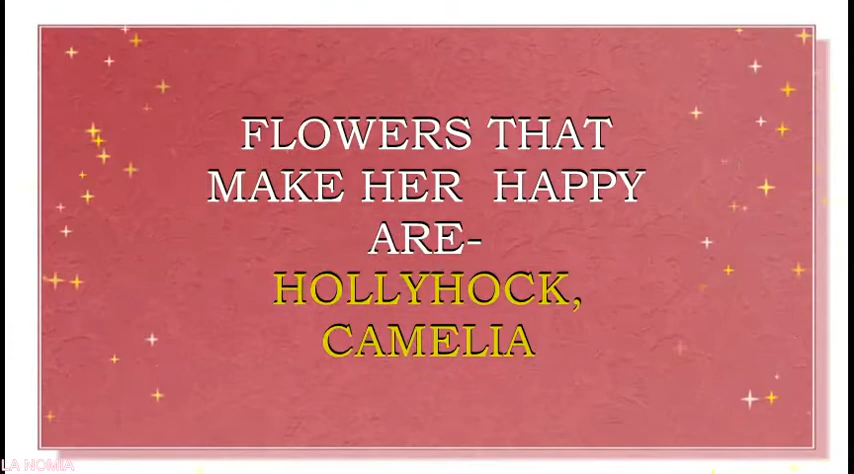 FLOWERS THAT
MAKE HER HAPPY
ARE-
HOLLYHOCK,
CAMELIA
LA NOMIA